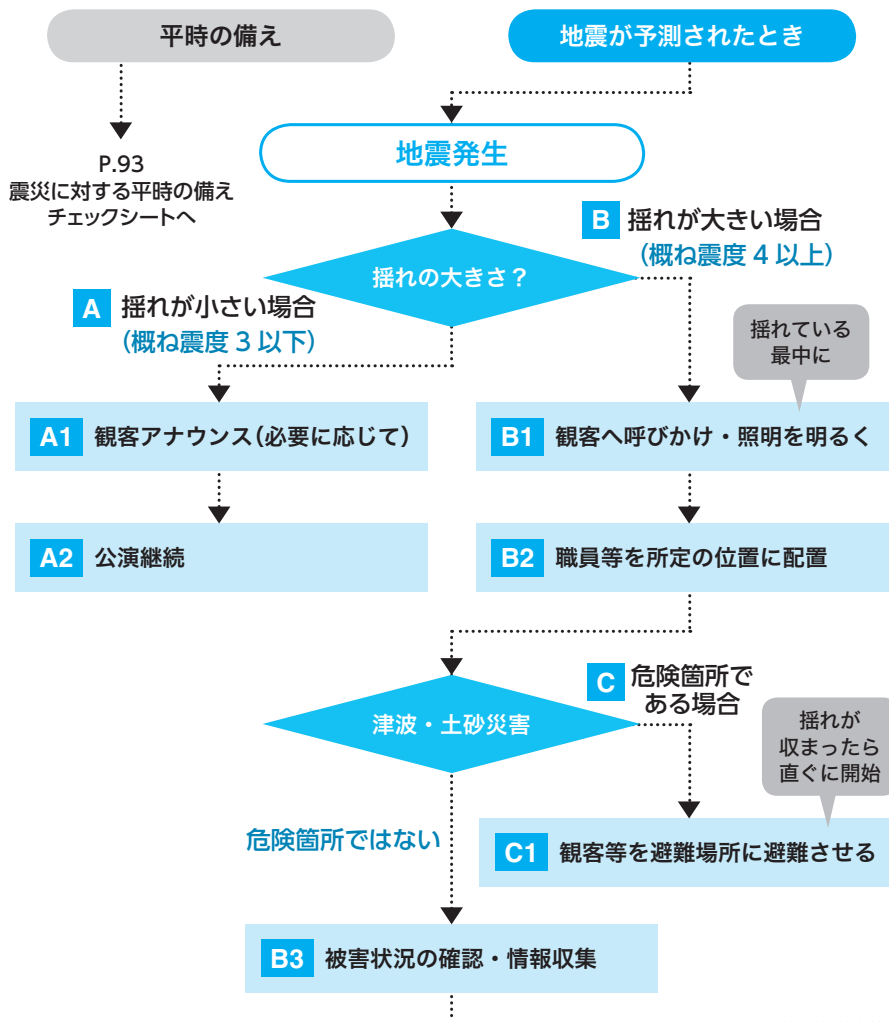 平時の備え
地震が予測されたとき
P.93
震災に対する平時の備え
チェックシートへ
地震発生
揺れの大きさ？
B 揺れが大きい場合
（概ね震度 4 以上）
A 揺れが小さい場合
（概ね震度 3 以下）
揺れている
最中に
A1 観客アナウンス（必要に応じて）
B1 観客へ呼びかけ・照明を明るく
A2 公演継続
B2 職員等を所定の位置に配置
津波・土砂災害
C 危険箇所で
ある場合
揺れが
収まったら
直ぐに開始
危険箇所ではない
C1 観客等を避難場所に避難させる
B3 被害状況の確認・情報収集